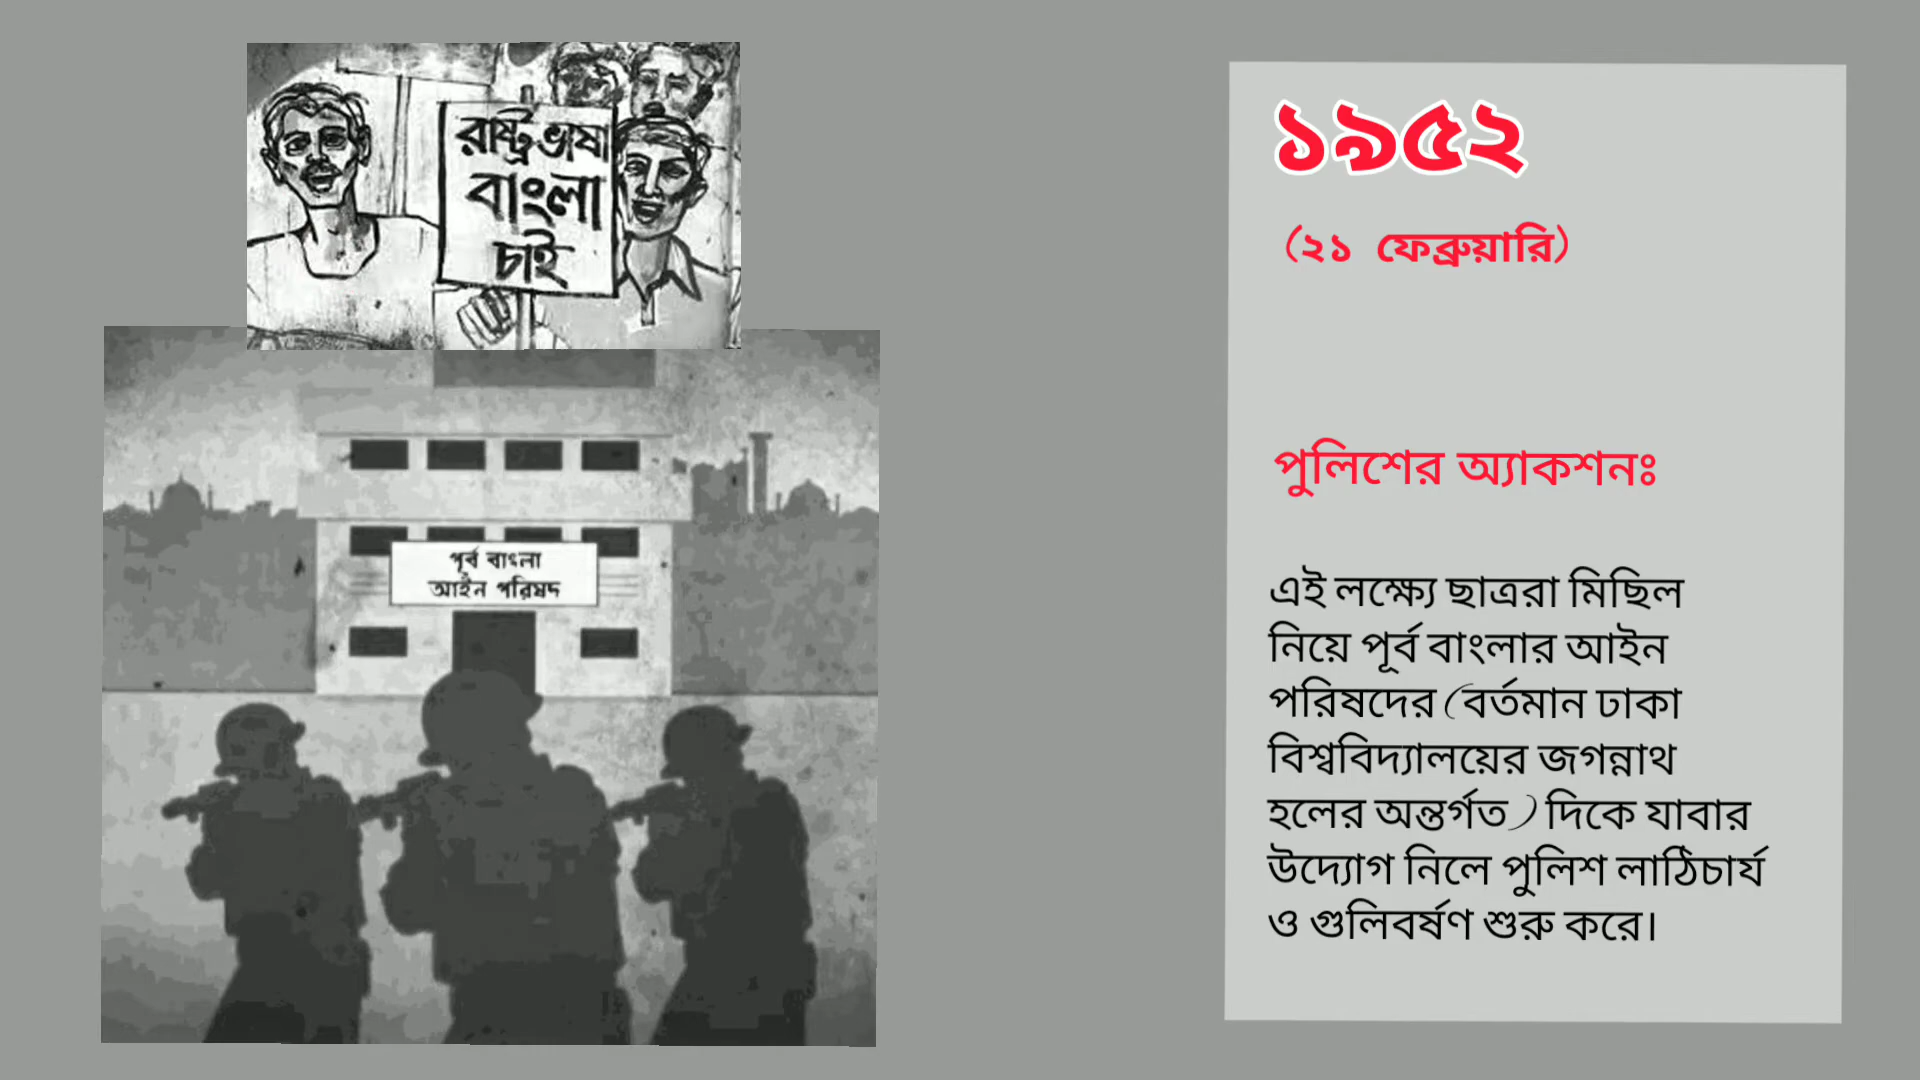 রাষ্ট্রভাষা
বাংলা
চাই
পূর্ব বাংলা
আইন পরিষদ
১৯৫২
(২১ ফেব্রুয়ারি)
পুলিশের অ্যাকশনঃ
এই লক্ষ্যে ছাত্ররা মিছিল
নিয়ে পূর্ব বাংলার আইন
পরিষদের (বর্তমান ঢাকা
বিশ্ববিদ্যালয়ের জগন্নাথ
হলের অন্তর্গত) দিকে যাবার
উদ্যোগ নিলে পুলিশ লাঠিচার্য
ও গুলিবর্ষণ শুরু করে।